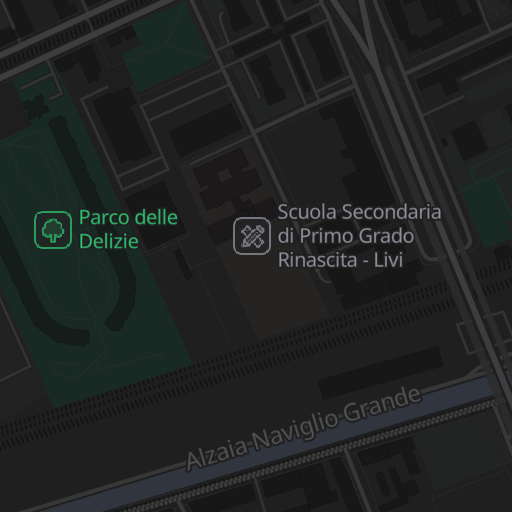 Parco delle
Delizie
Scuola Secondaria
di Primo Grado
Rinascita - Livi
Alzaia Naviglio Grande